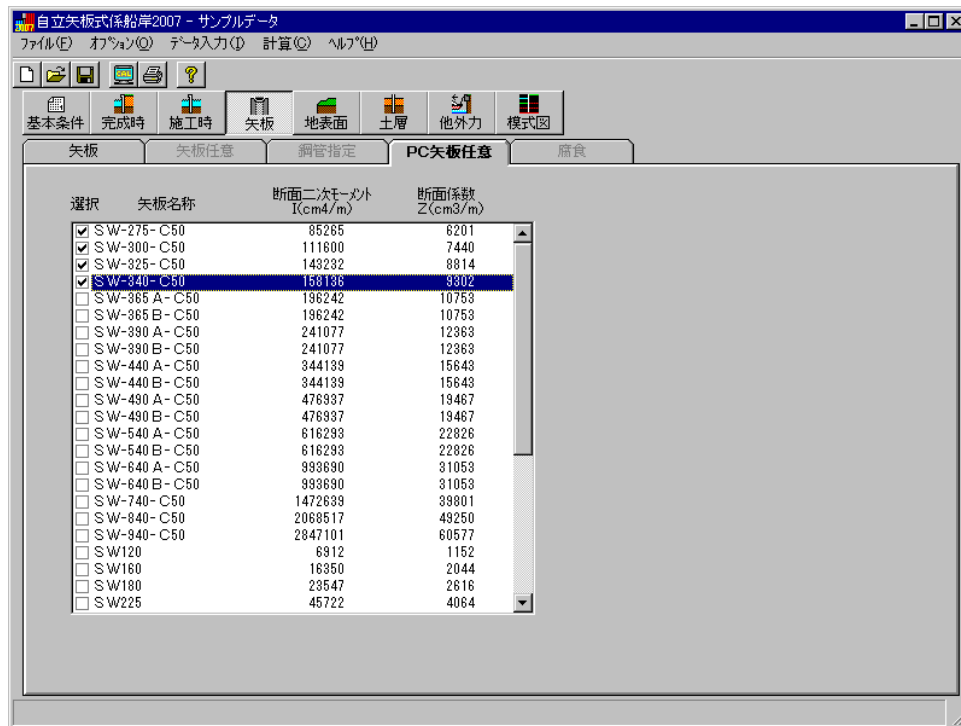 自立矢板式係船岸2007 - サンプルデータ
ファイル(F) オプション(O) データ入力(I) 計算(C) ヘルプ(H)
基本条件 完成時 施工時 矢板 地表面 土層 他外力 模式図
矢板 矢板任意 鋼管指定 PC矢板任意 腐食
選択 矢板名称 断面二次モーメント I(cm4/m) 断面係数 Z(cm3/m)
SW-275-C50 85265 6201
SW-300-C50 111600 7440
SW-325-C50 143232 8814
SW-340-C50 158136 9302
SW-365A-C50 196242 10753
SW-365B-C50 196242 10753
SW-390A-C50 241077 12363
SW-390B-C50 241077 12363
SW-440A-C50 344139 15643
SW-440B-C50 344139 15643
SW-490A-C50 476937 19467
SW-490B-C50 476937 19467
SW-540A-C50 616293 22826
SW-540B-C50 616293 22826
SW-640A-C50 993690 31053
SW-640B-C50 993690 31053
SW-740-C50 1472639 39801
SW-840-C50 2068517 49250
SW-940-C50 2847101 60577
SW120 6912 1152
SW160 16350 2044
SW180 23547 2616
SW225 45722 4064